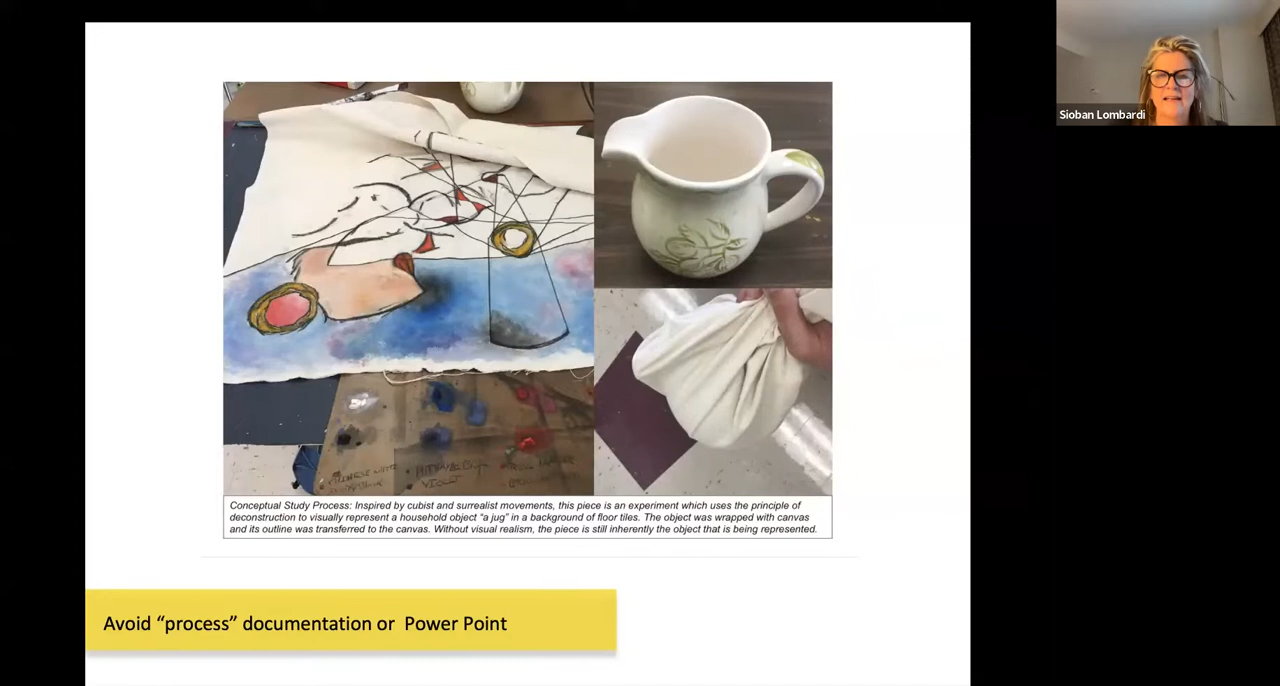 Sioban Lombardi
Conceptual Study Process: Inspired by cubist and surrealist movements, this piece is an experiment which uses the principle of
deconstruction to visually represent a household object "a jug" in a background of floor tiles. The object was wrapped with canvas
and its outline was transferred to the canvas. Without visual realism, the piece is still inherently the object that is being represented.
VIOLET
Avoid “process” documentation or Power Point